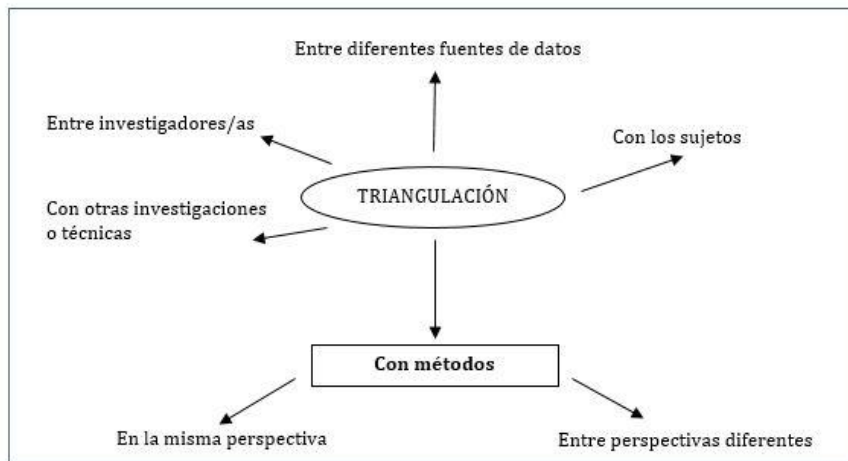 Entre diferentes fuentes de datos
Entre investigadores/as
Con los sujetos
TRIANGULACIÓN
Con otras investigaciones
o técnicas
Con métodos
En la misma perspectiva
Entre perspectivas diferentes